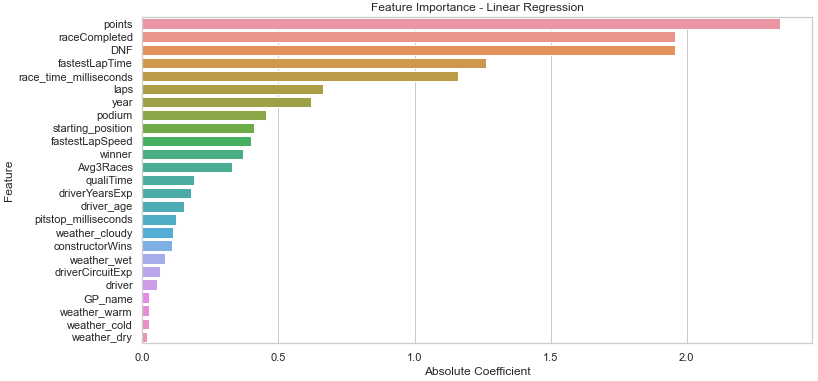 Feature Importance - Linear Regression
points
raceCompleted
DNF
fastestLapTime
race_time_milliseconds
laps
year
podium
starting_position
fastestLapSpeed
winner
Avg3Races
qualiTime
driverYearsExp
driver_age
pitstop_milliseconds
weather_cloudy
constructorWins
weather_wet
driverCircuitExp
driver
GP_name
weather_warm
weather_cold
weather_dry
Feature
0.0 0.5 1.0 1.5 2.0
Absolute Coefficient